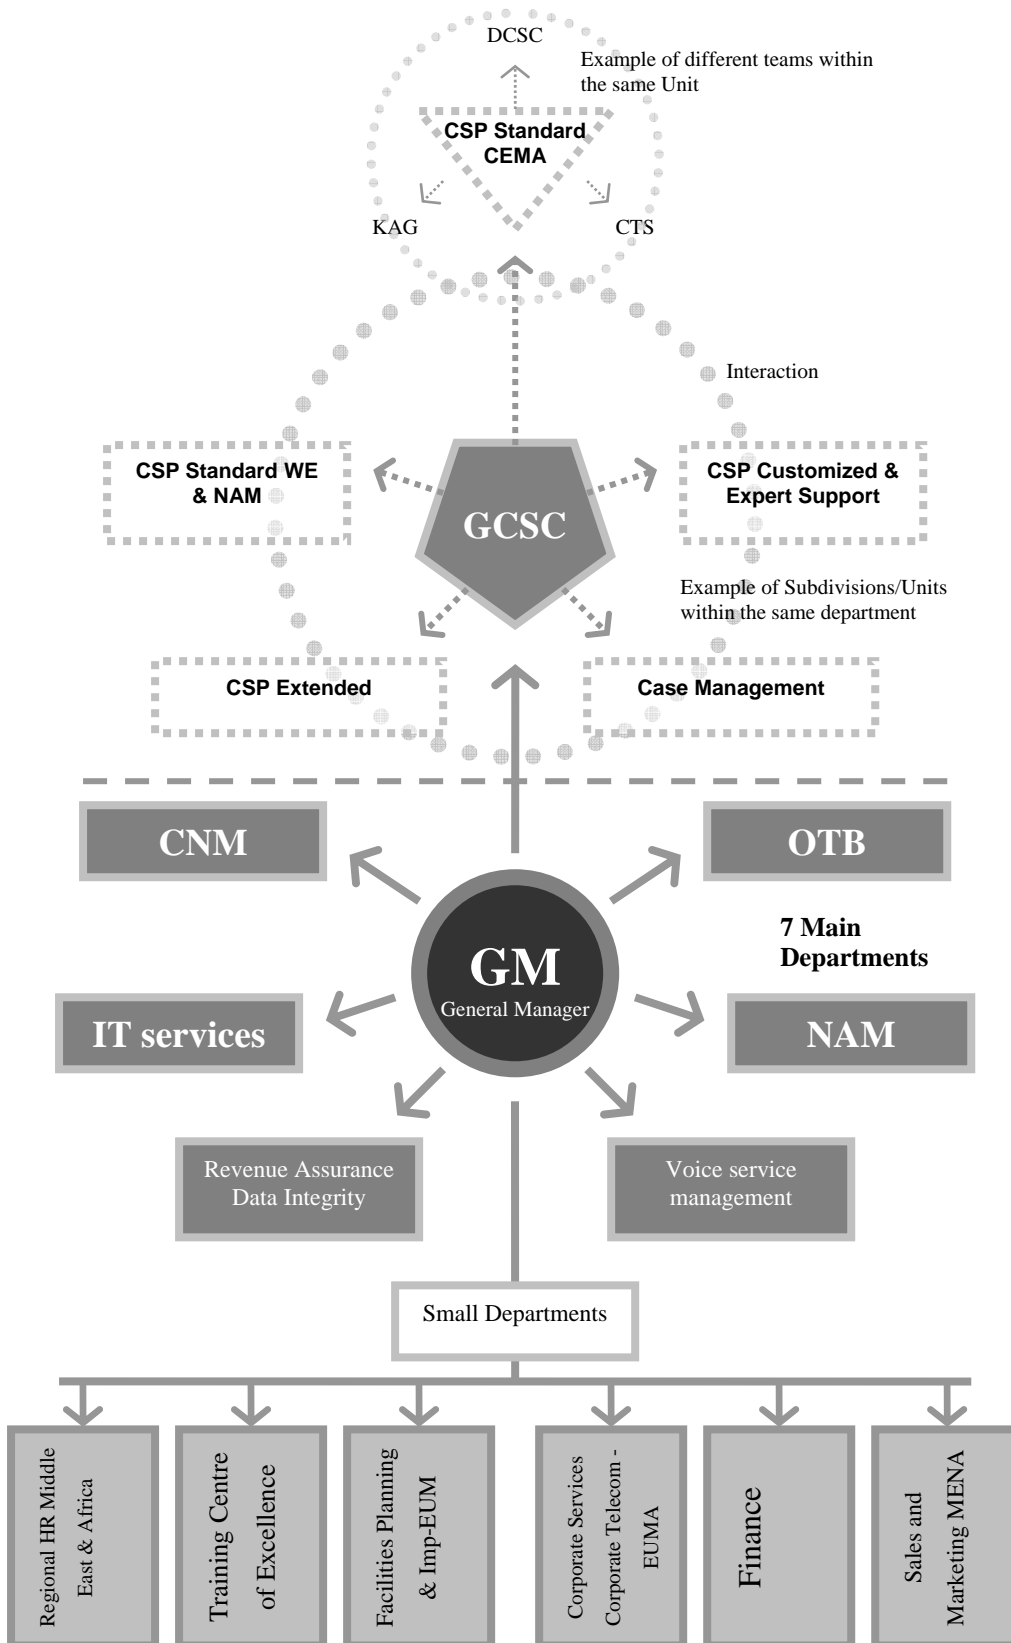 DCSC
Example of different teams within
the same Unit
CSP Standard
CEMA
KAG
CTS
Interaction
CSP Standard WE
& NAM
CSP Customized &
Expert Support
GCSC
Example of Subdivisions/Units
within the same department
CSP Extended
Case Management
CNM
OTB
7 Main
Departments
GM
General Manager
IT services
NAM
Revenue Assurance
Data Integrity
Voice service
management
Small Departments
Regional HR Middle
East & Africa
Training Centre
of Excellence
Facilities Planning
& Imp-EUM
Corporate Services
Corporate Telecom -
EUMA
Finance
Sales and
Marketing MENA